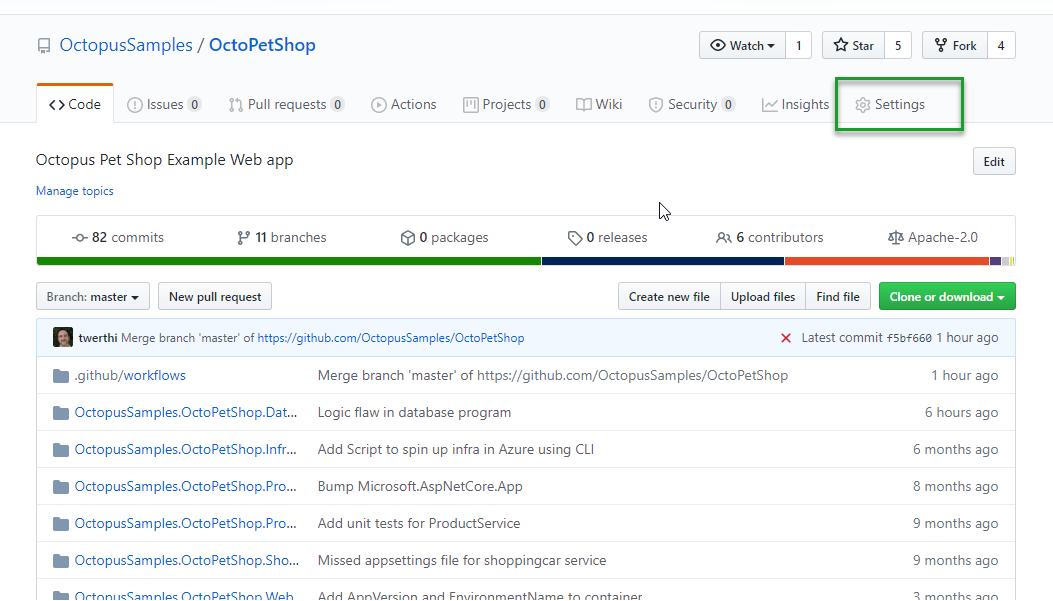 OctopusSamples / OctoPetShop
Watch 1 Star 5 Fork 4
Code Issues 0 Pull requests 0 Actions Projects 0 Wiki Security 0 Insights Settings
Octopus Pet Shop Example Web app
Edit
Manage topics
82 commits 11 branches 0 packages 0 releases 6 contributors Apache-2.0
Branch: master New pull request Create new file Upload files Find file Clone or download
twerthi Merge branch 'master' of https://github.com/OctopusSamples/OctoPetShop Latest commit f5bf660 1 hour ago
.github/workflows Merge branch 'master' of https://github.com/OctopusSamples/OctoPetShop 1 hour ago
OctopusSamples.OctoPetShop.Dat... Logic flaw in database program 6 hours ago
OctopusSamples.OctoPetShop.Infr... Add Script to spin up infra in Azure using CLI 6 months ago
OctopusSamples.OctoPetShop.Pro... Bump Microsoft.AspNetCore.App 8 months ago
OctopusSamples.OctoPetShop.Pro... Add unit tests for ProductService 9 months ago
OctopusSamples.OctoPetShop.Sho... Missed appsettings file for shoppingcar service 9 months ago
OctopusSamples.OctoPetShop.Web Add AppVersion and EnvironmentName to container 3 months ago